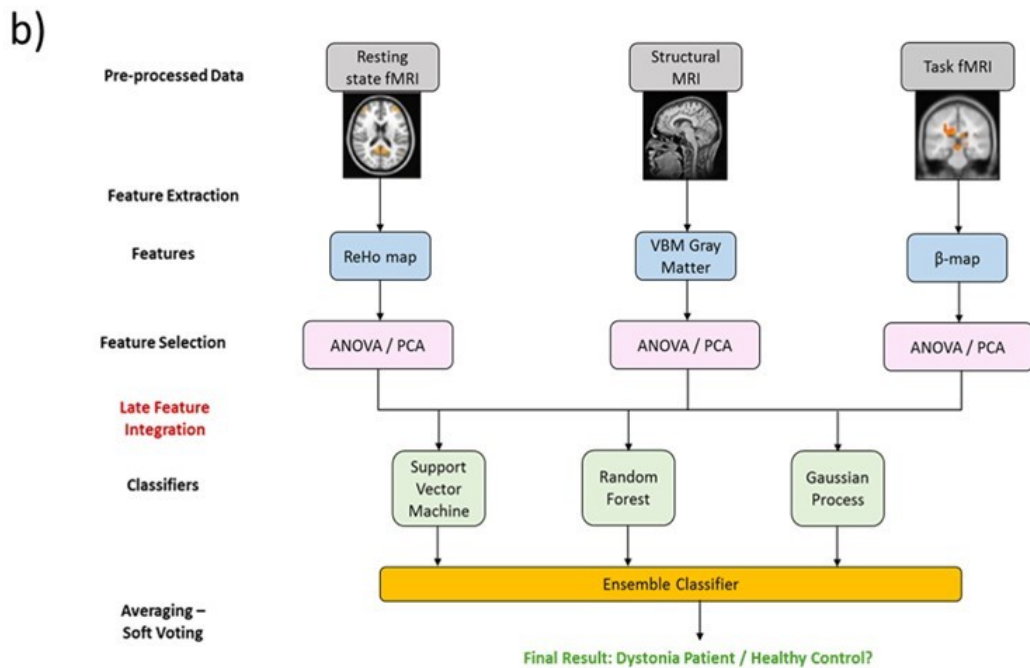 b)
Pre-processed Data
Resting
state fMRI
Structural
MRI
Task fMRI
Feature Extraction
Features
ReHo map
VBM Gray
Matter
β-map
Feature Selection
ANOVA / PCA
ANOVA / PCA
ANOVA / PCA
Late Feature
Integration
Classifiers
Support
Vector
Machine
Random
Forest
Gaussian
Process
Ensemble Classifier
Averaging –
Soft Voting
Final Result: Dystonia Patient / Healthy Control?